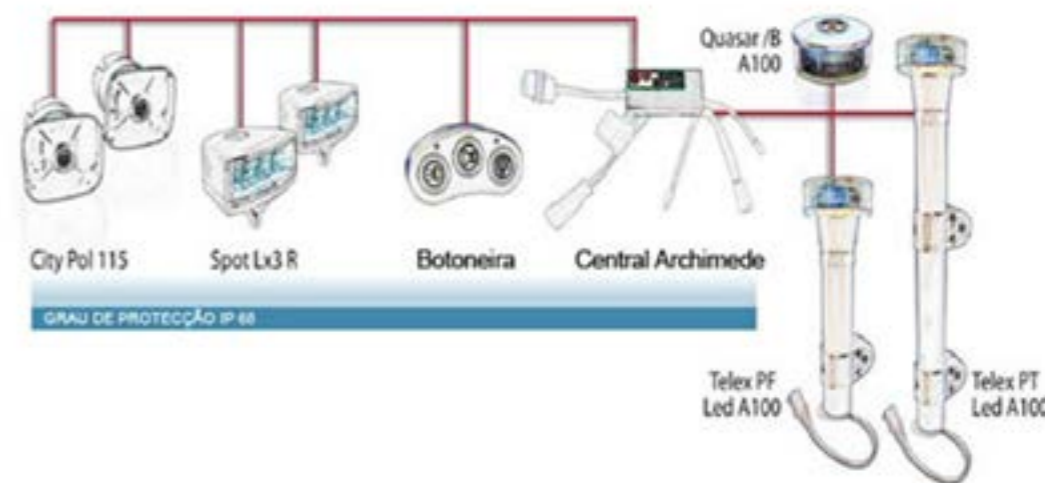 Quasar /B
A100
City Pol 115
Spot Lx3 R
Botoneira
Central Archimede
GRAU DE PROTECÇÃO IP 68
Telex PF
Led A100
Telex PT
Led A100